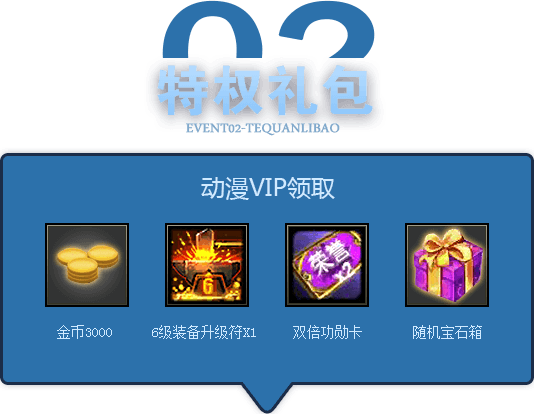 02
特权礼包
EVENT02-TEQUANLIBAO
动漫VIP领取
6
荣誉
X2
金币3000
6级装备升级符X1
双倍功勋卡
随机宝石箱